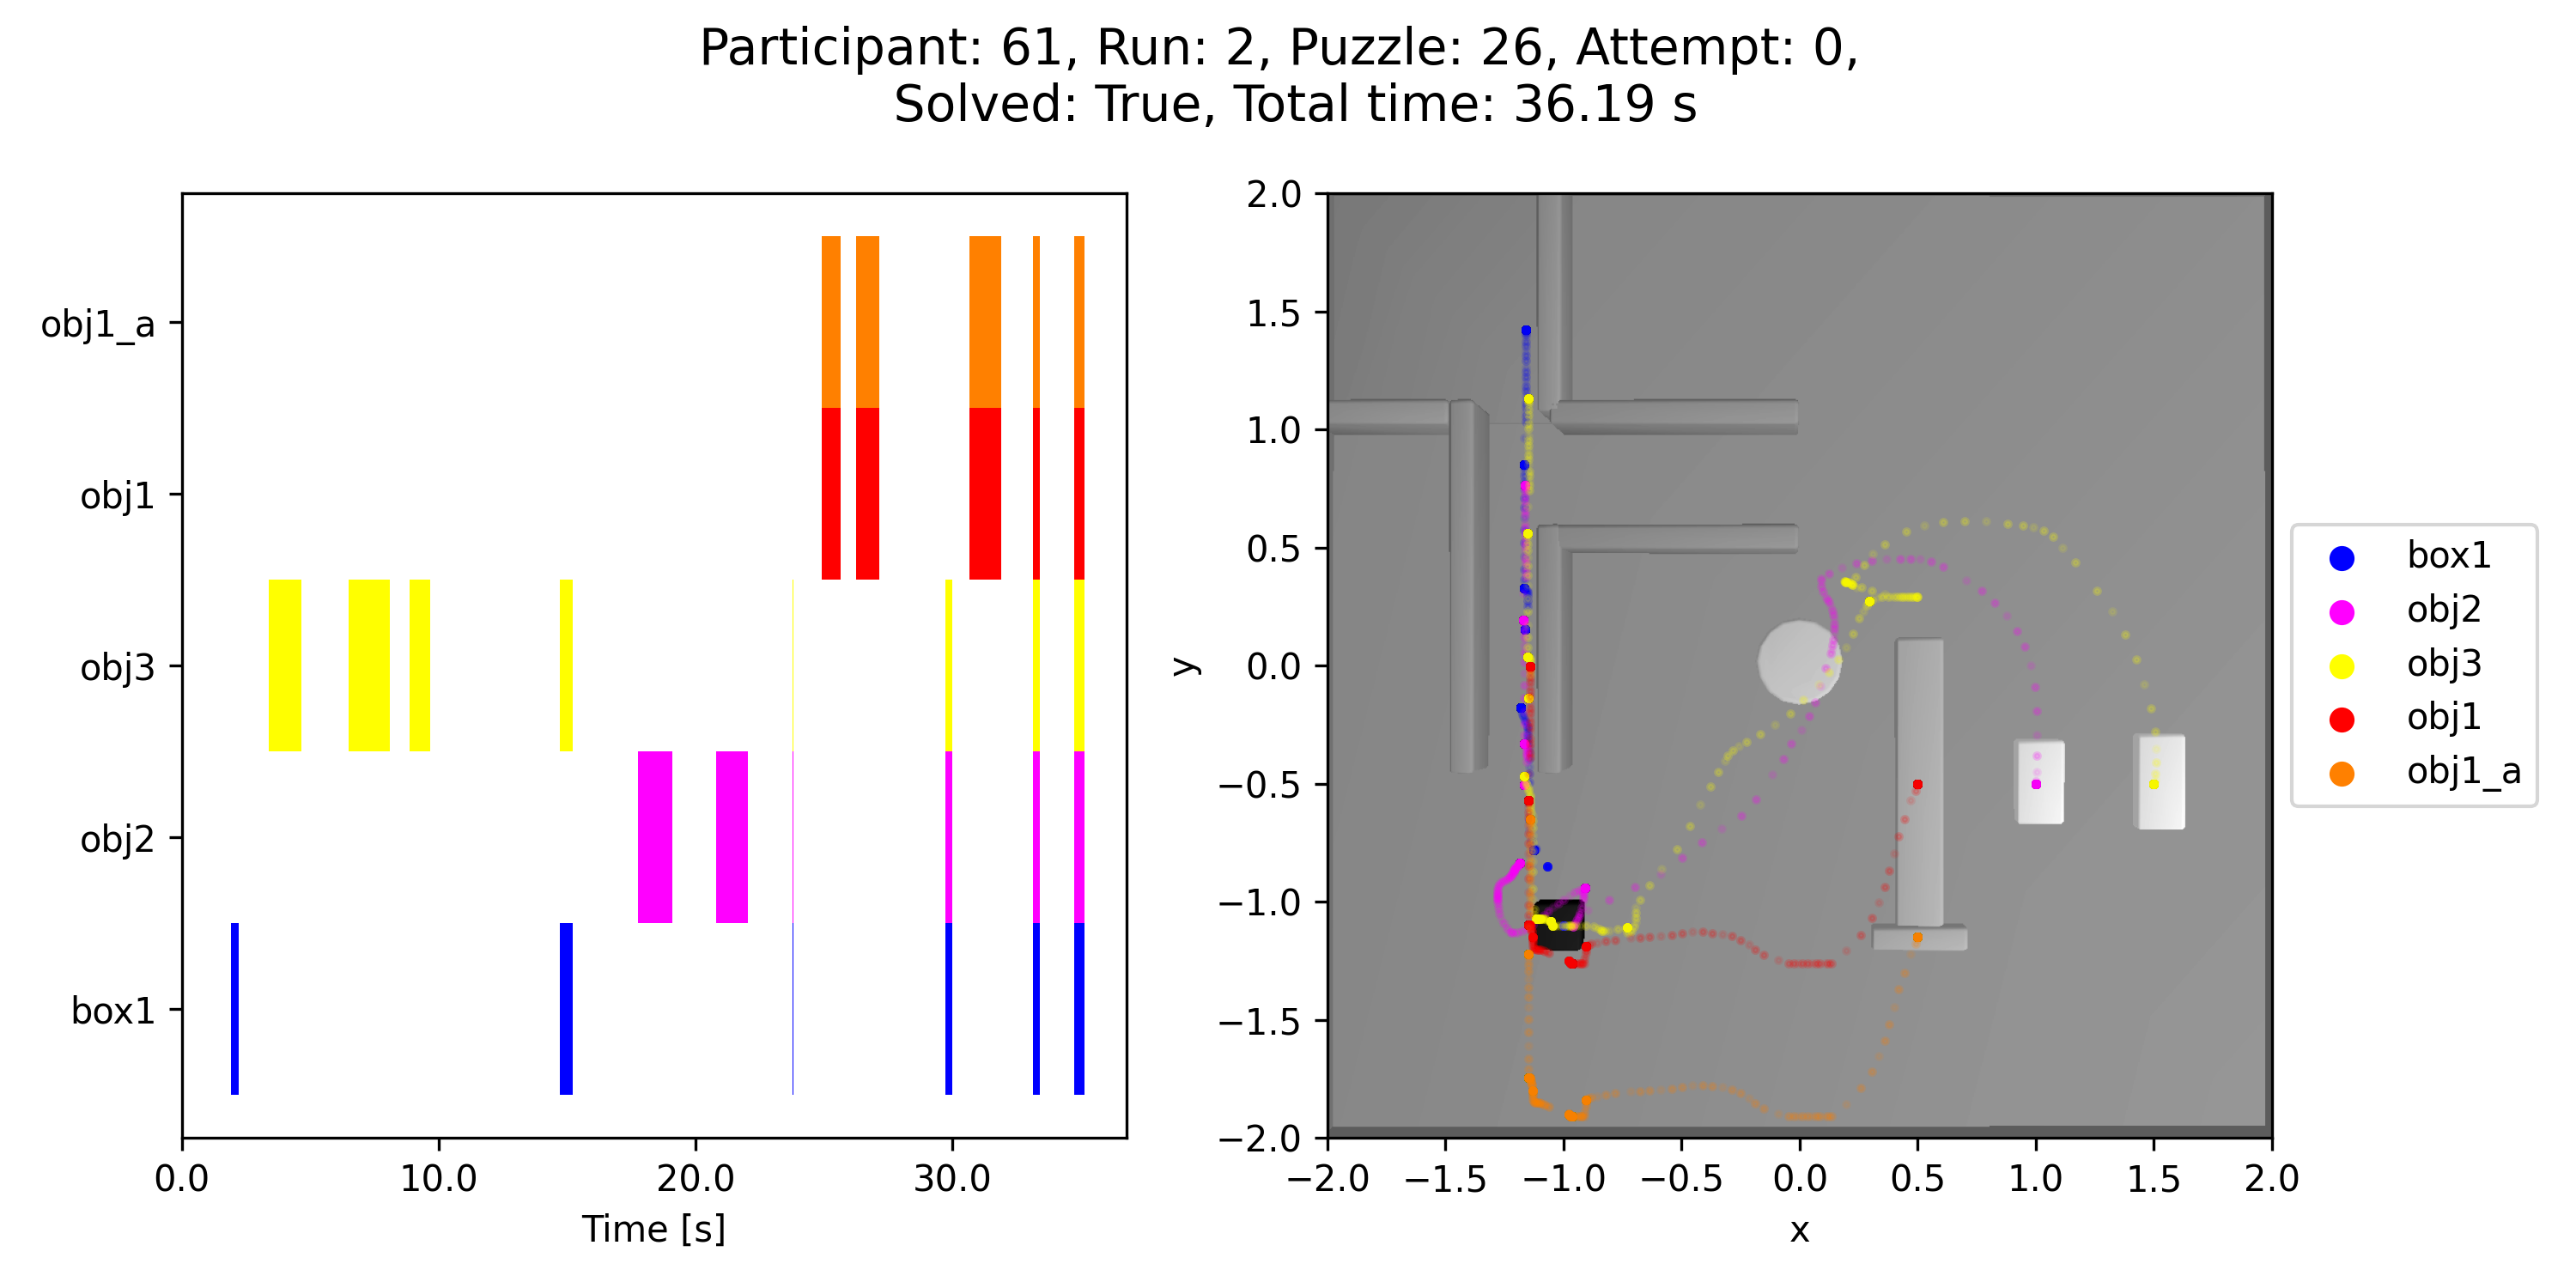 Participant: 61, Run: 2, Puzzle: 26, Attempt: 0,
Solved: True, Total time: 36.19 s
obj1_a
obj1
obj3
obj2
box1
0.0 10.0 20.0 30.0
Time [s]
2.0
1.5
1.0
0.5
0.0
−0.5
−1.0
−1.5
−2.0
y
−2.0 −1.5 −1.0 −0.5 0.0 0.5 1.0 1.5 2.0
x
box1
obj2
obj3
obj1
obj1_a